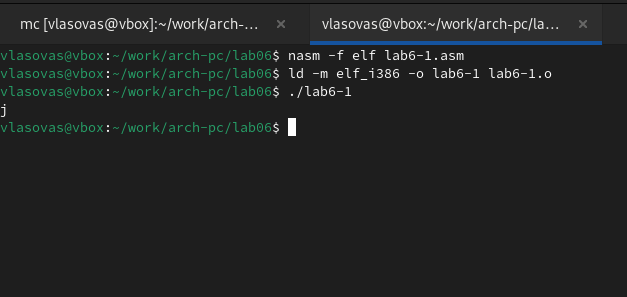 mc [vlasovas@vbox]:~/work/arch-…
vlasovas@vbox:~/work/arch-pc/la…
vlasovas@vbox:~/work/arch-pc/lab06$ nasm -f elf lab6-1.asm
vlasovas@vbox:~/work/arch-pc/lab06$ ld -m elf_i386 -o lab6-1 lab6-1.o
vlasovas@vbox:~/work/arch-pc/lab06$ ./lab6-1
j
vlasovas@vbox:~/work/arch-pc/lab06$